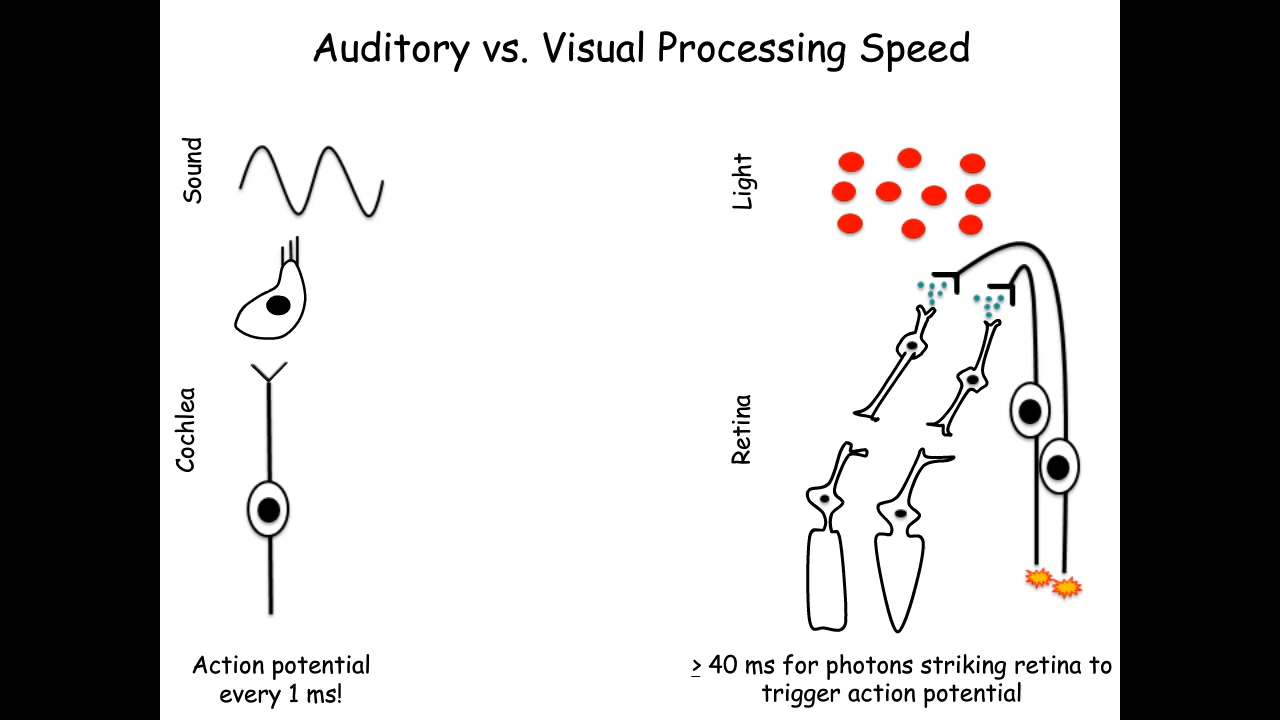 Auditory vs. Visual Processing Speed
Sound
Light
Cochlea
Retina
Action potential
every 1 ms!
≥ 40 ms for photons striking retina to
trigger action potential